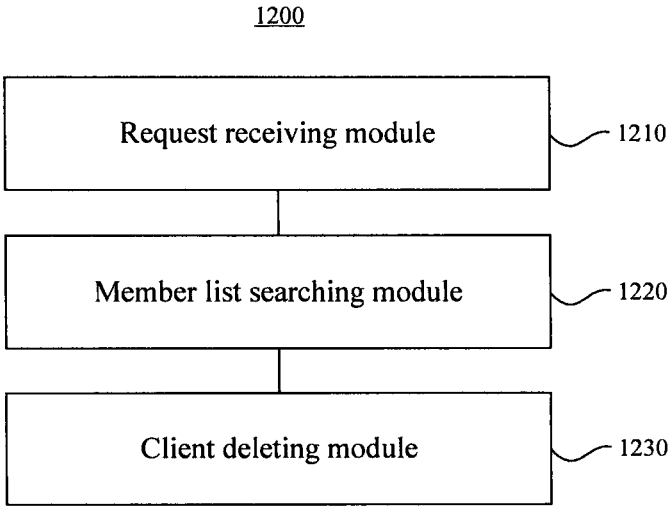 1200
Request receiving module
1210
Member list searching module
1220
Client deleting module
1230